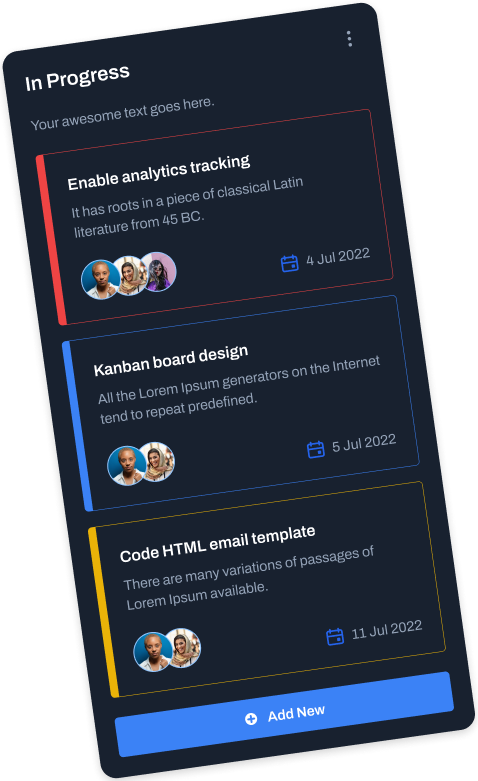 In Progress
Your awesome text goes here.
Enable analytics tracking
It has roots in a piece of classical Latin
literature from 45 BC.
4 Jul 2022
Kanban board design
All the Lorem Ipsum generators on the Internet
tend to repeat predefined.
5 Jul 2022
Code HTML email template
There are many variations of passages of
Lorem Ipsum available.
11 Jul 2022
Add New